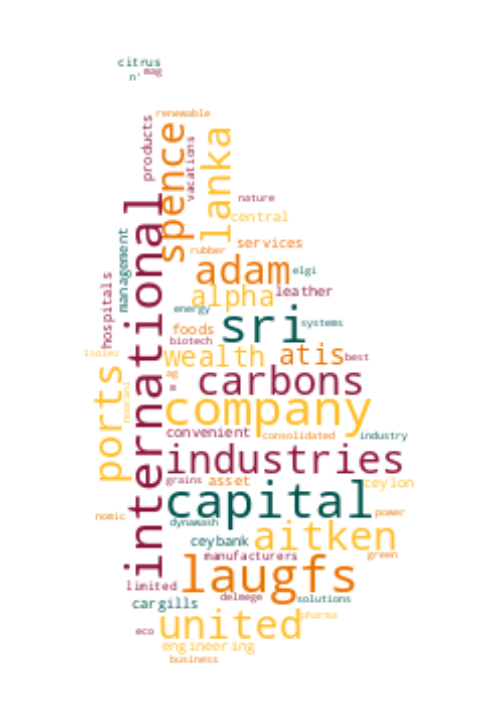 citrus
n'
mag
renewable
products
spence
lanka
vacations
international
nature
central
management
services
rubber
adam
elgi
hospitals
alpha
leather
energy
sri
systems
foods
biotech
isolez
wealth
atis
best
ports
ag
carbons
company
convenient
consolidated
industry
industries
grains
asset
ceylon
capital
nomic
power
dynawash
aitken
ceybank
manufacturers
green
laugfs
limited
delmege
solutions
cargills
united
pharma
eco
engineering
business